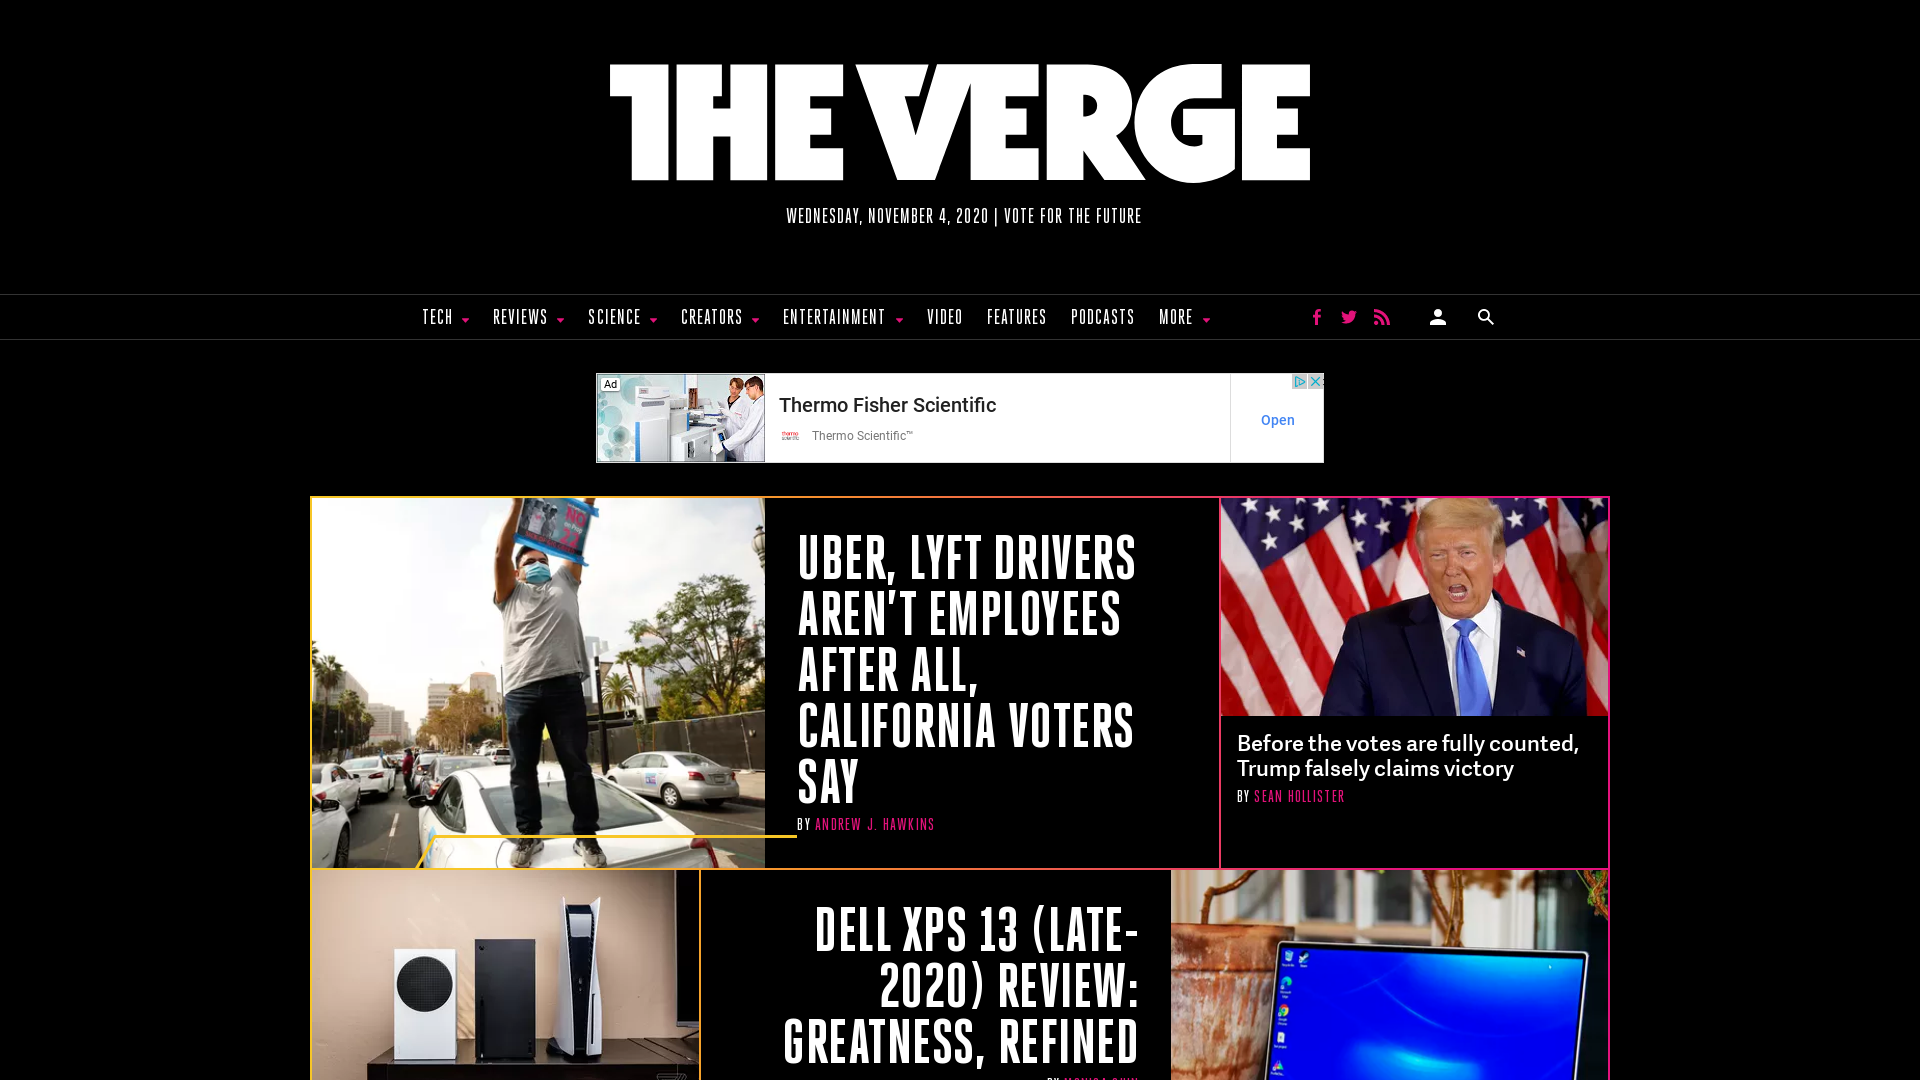 THE VERGE
WEDNESDAY, NOVEMBER 4, 2020 | VOTE FOR THE FUTURE
TECH REVIEWS SCIENCE CREATORS ENTERTAINMENT VIDEO FEATURES PODCASTS MORE
Ad
Thermo Fisher Scientific
Thermo Scientific™
Open
NO
22
UBER, LYFT DRIVERS
AREN'T EMPLOYEES
AFTER ALL,
CALIFORNIA VOTERS
SAY
BY ANDREW J. HAWKINS
Before the votes are fully counted,
Trump falsely claims victory
BY SEAN HOLLISTER
DELL XPS 13 (LATE-
2020) REVIEW:
GREATNESS, REFINED